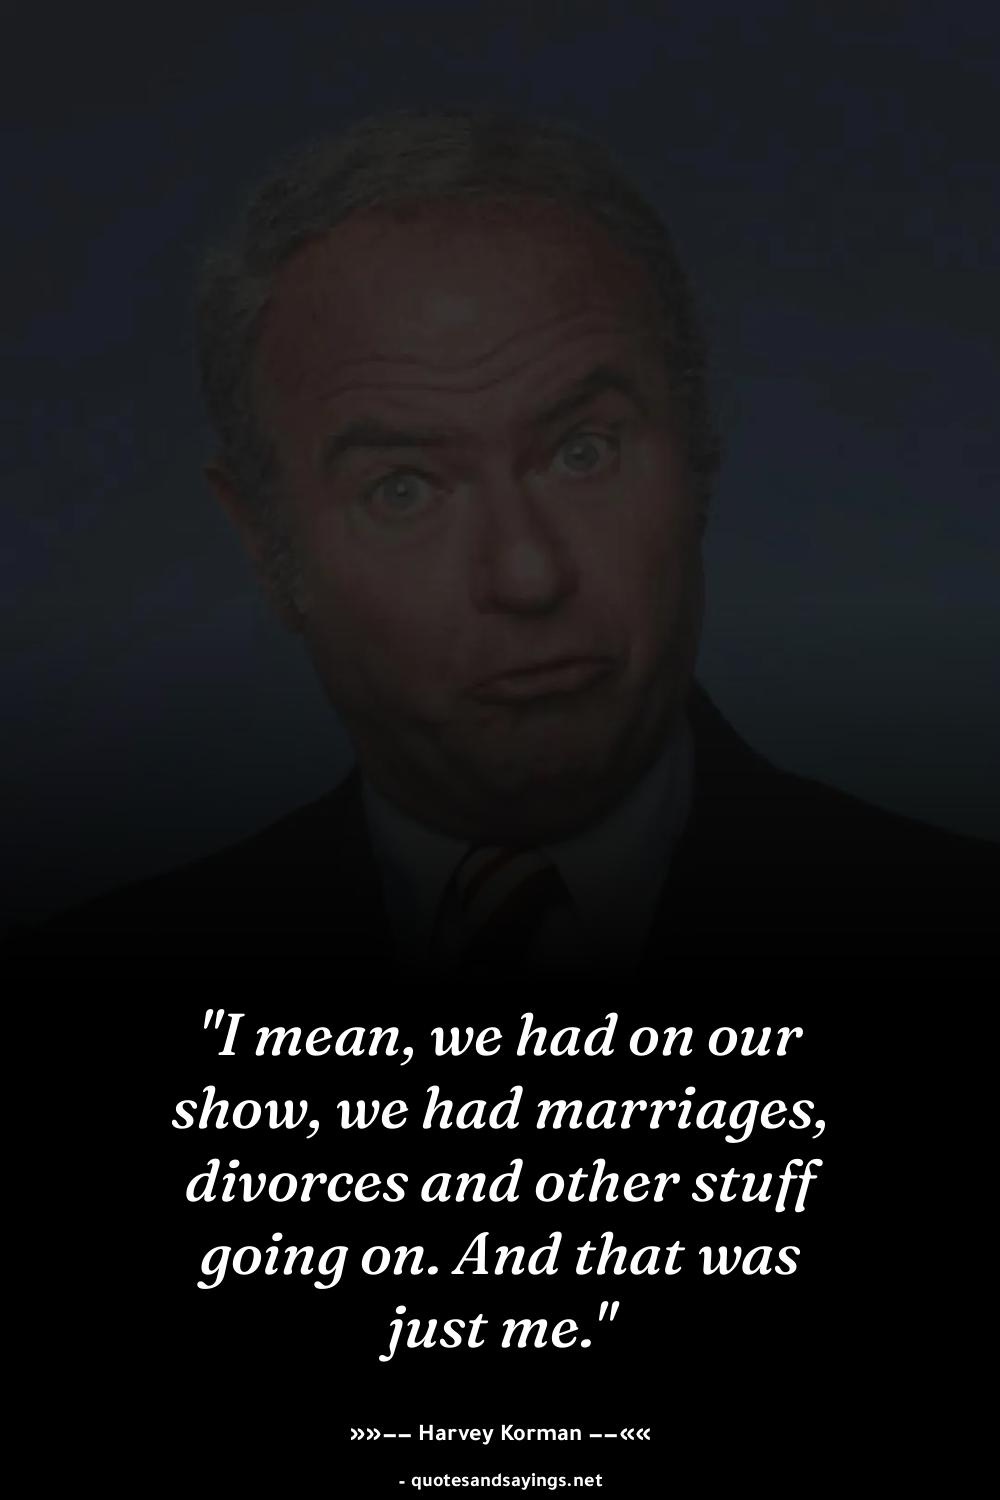 "I mean, we had on our
show, we had marriages,
divorces and other stuff
going on. And that was
just me."
»»−− Harvey Korman −−««
- quotesandsayings.net